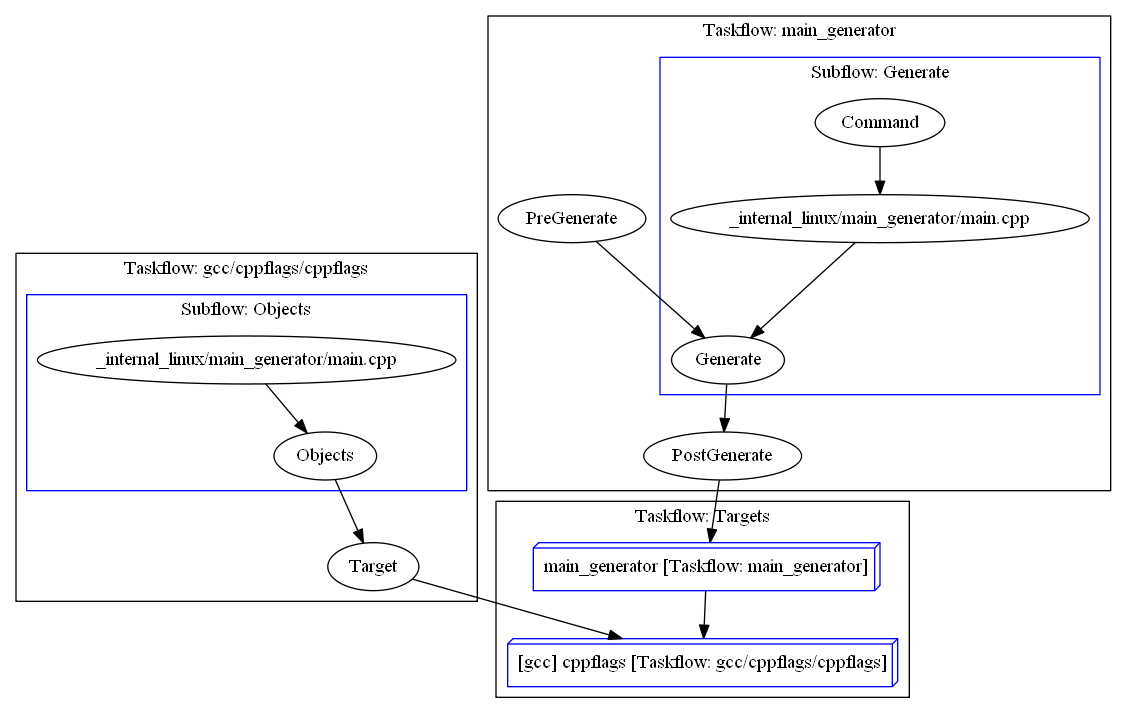 Taskflow: main_generator
Subflow: Generate
Command
PreGenerate
_internal_linux/main_generator/main.cpp
Generate
PostGenerate
Taskflow: gcc/cppflags/cppflags
Subflow: Objects
_internal_linux/main_generator/main.cpp
Objects
Target
Taskflow: Targets
main_generator [Taskflow: main_generator]
[gcc] cppflags [Taskflow: gcc/cppflags/cppflags]